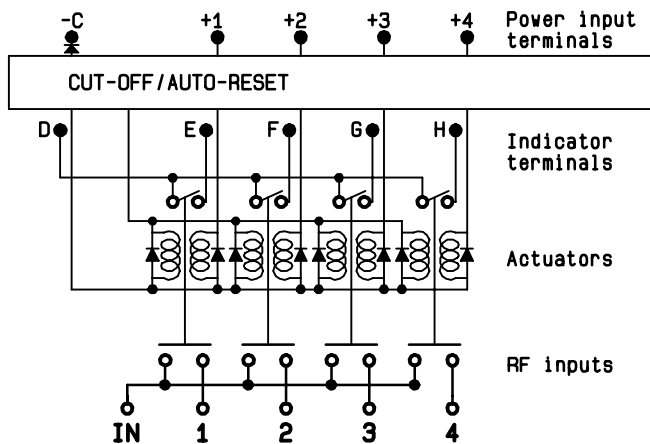 -C +1 +2 +3 +4 Power input
terminals
CUT-OFF/AUTO-RESET
D E F G H Indicator
terminals
Actuators
RF inputs
IN 1 2 3 4